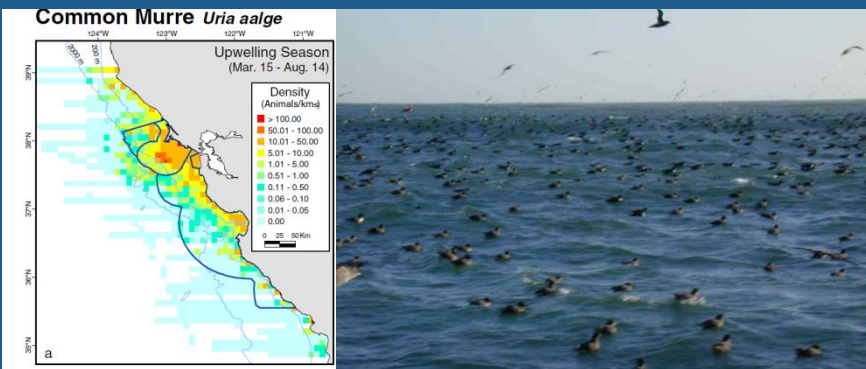 Common Murre Uria aalge
124°W 123°W 122°W 121°W
Upwelling Season
(Mar. 15 - Aug. 14)
2000 m
200 m
Density
(Animals/km²)
> 100.00
50.01 - 100.00
10.01 - 50.00
5.01 - 10.00
1.01 - 5.00
0.51 - 1.00
0.11 - 0.50
0.06 - 0.10
0.01 - 0.05
0.00
0 25 50 Km
39°N
38°N
37°N
36°N
35°N
a